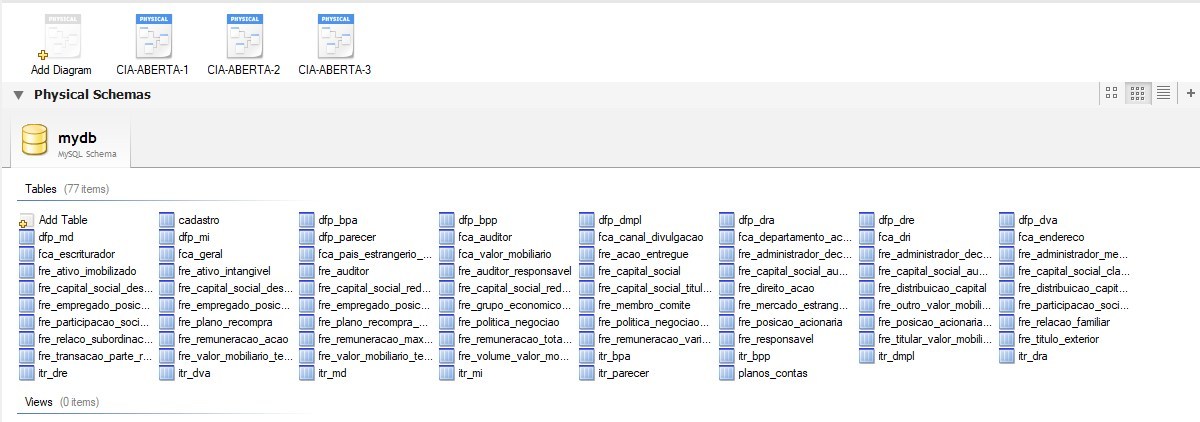 PHYSICAL PHYSICAL PHYSICAL PHYSICAL
Add Diagram CIA-ABERTA-1 CIA-ABERTA-2 CIA-ABERTA-3
Physical Schemas
mydb
MySQL Schema
Tables (77 items)
Add Table cadastro dfp_bpa dfp_bpp dfp_dmpl dfp_dra dfp_dre dfp_dva
dfp_md dfp_mi dfp_parecer fca_auditor fca_canal_divulgacao fca_departamento_ac... fca_dri fca_endereco
fca_escriturador fca_geral fca_pais_estrangerio_... fca_valor_mobiliario fre_acao_entregue fre_administrador_dec... fre_administrador_dec... fre_administrador_me...
fre_ativo_imobilizado fre_ativo_intangivel fre_auditor fre_auditor_responsavel fre_capital_social fre_capital_social_au... fre_capital_social_au... fre_capital_social_cla...
fre_capital_social_des... fre_capital_social_des... fre_capital_social_red... fre_capital_social_red... fre_capital_social_titul... fre_direito_acao fre_distribuicao_capital fre_distribuicao_capit...
fre_empregado_posic... fre_empregado_posic... fre_empregado_posic... fre_grupo_economico... fre_membro_comite fre_mercado_estrang... fre_outro_valor_mobili... fre_participacao_soci...
fre_participacao_soci... fre_plano_recompra fre_plano_recompra_... fre_politica_negociao fre_politica_negociao... fre_posicao_acionaria fre_posicao_acionaria... fre_relacao_familiar
fre_relaco_subordinac... fre_remuneracao_acao fre_remuneracao_max... fre_remuneracao_tota... fre_remuneracao_vari... fre_responsavel fre_titular_valor_mobili... fre_titulo_exterior
fre_transacao_parte_r... fre_valor_mobiliario_te... fre_valor_mobiliario_te... fre_volume_valor_mo... itr_bpa itr_bpp itr_dmpl itr_dra
itr_dre itr_dva itr_md itr_mi itr_parecer planos_contas
Views (0 items)